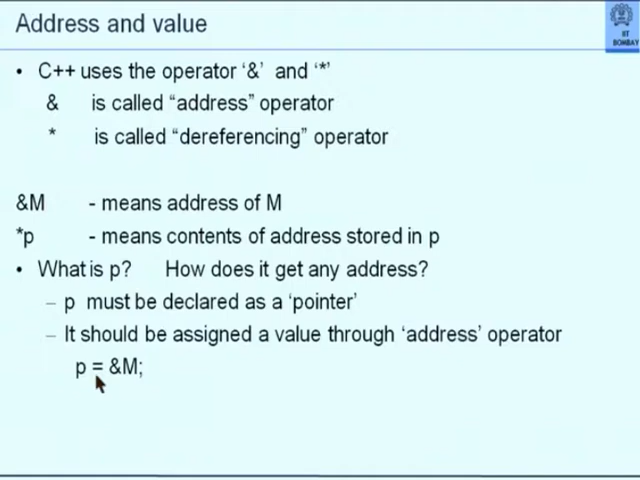 Address and value
IIT
BOMBAY
• C++ uses the operator ‘&’ and ‘*’
& is called “address” operator
* is called “dereferencing” operator
&M - means address of M
*p - means contents of address stored in p
• What is p? How does it get any address?
– p must be declared as a ‘pointer’
– It should be assigned a value through ‘address’ operator
p = &M;